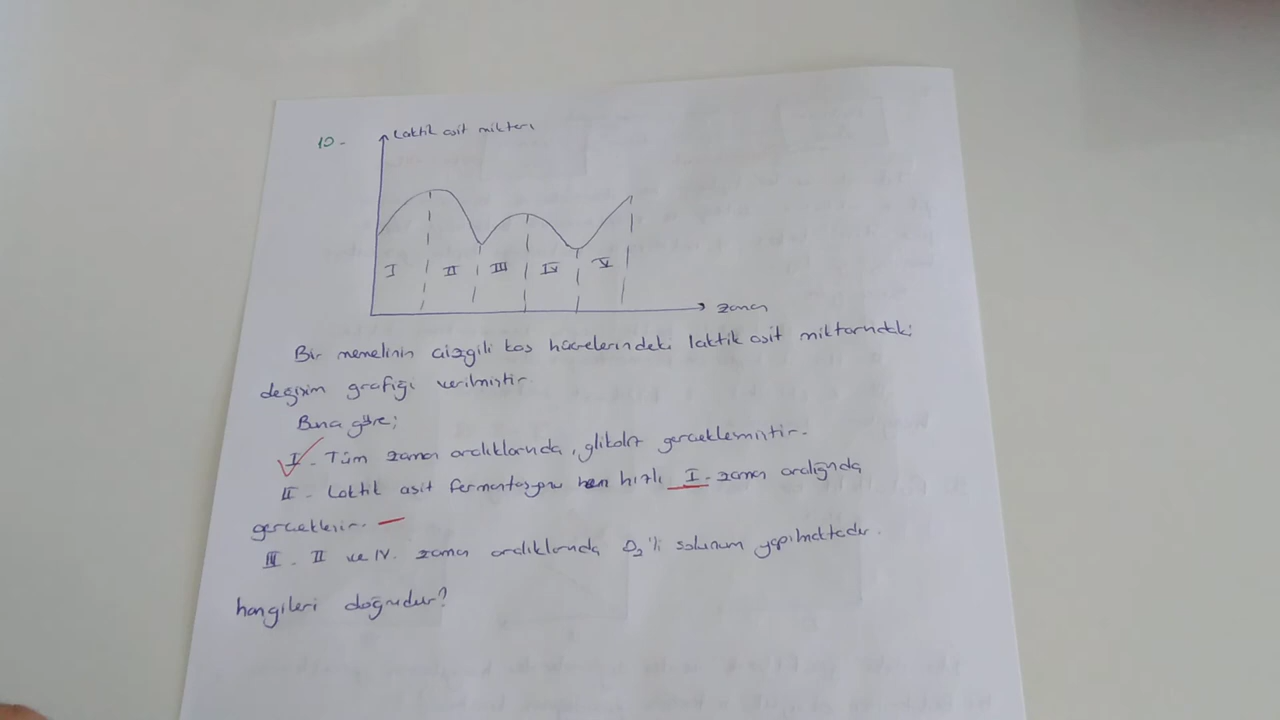 10-
Laktik asit miktarı
I II III IV V
zaman
Bir memelinin çizgili kas hücrelerindeki laktik asit miktarındaki
değişim grafiği verilmiştir.
Buna göre;
I - Tüm zaman aralıklarında, glikoliz gerçeklemiştir.
II - Laktik asit fermentasyonu en hızlı I - zaman aralığında
gerçekleşir.
III - II ve IV. zaman aralıklarında O2'li solunum yapılmaktadır.
hangileri doğrudur?